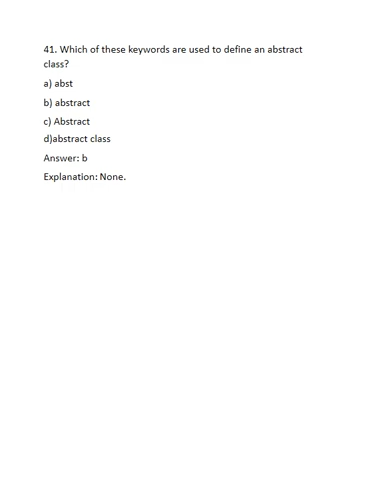 41. Which of these keywords are used to define an abstract
class?
a) abst
b) abstract
c) Abstract
d)abstract class
Answer: b
Explanation: None.